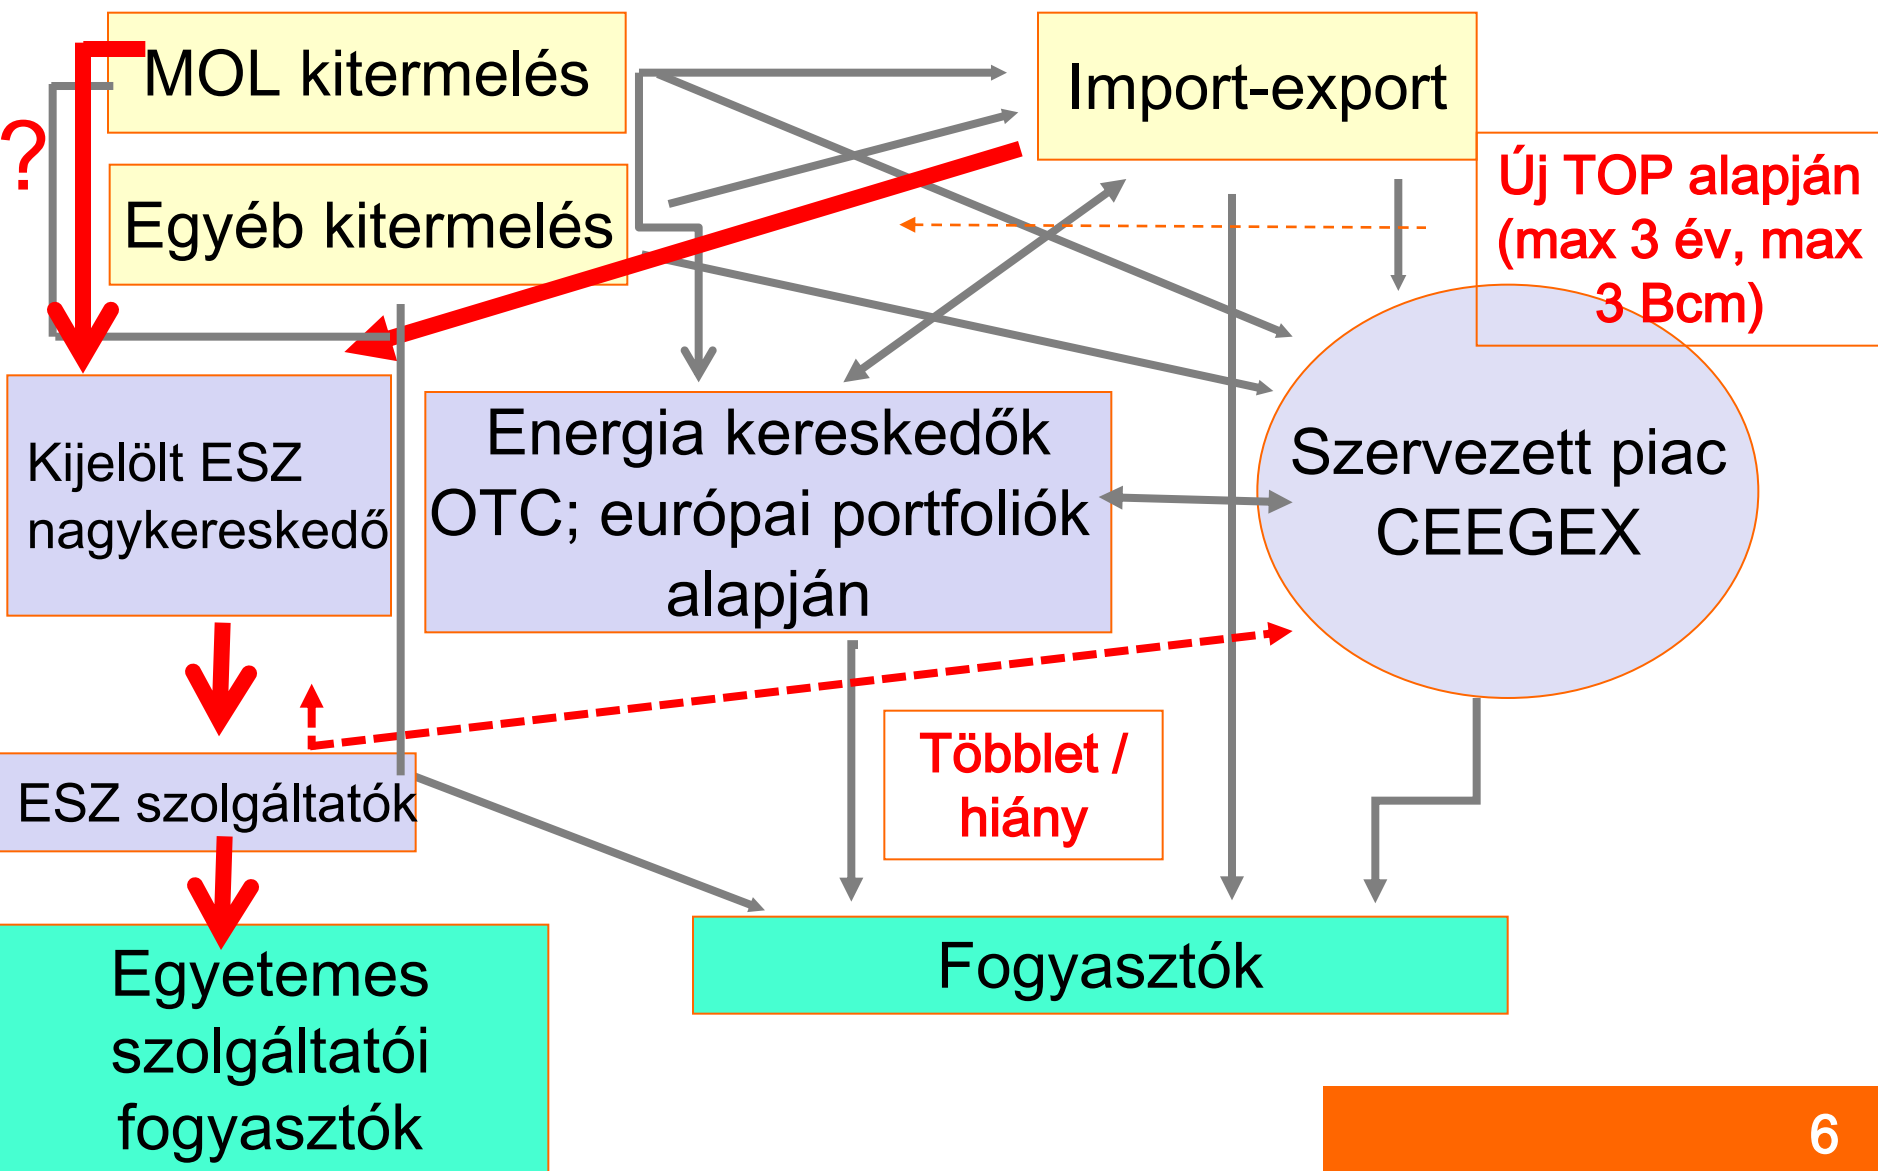 MOL kitermelés
Import-export
?
Egyéb kitermelés
Új TOP alapján
(max 3 év, max
3 Bcm)
Kijelölt ESZ
nagykereskedő
Energia kereskedők
OTC; európai portfoliók
alapján
Szervezett piac
CEEGEX
Többlet /
hiány
ESZ szolgáltatók
Fogyasztók
Egyetemes
szolgáltatói
fogyasztók
6